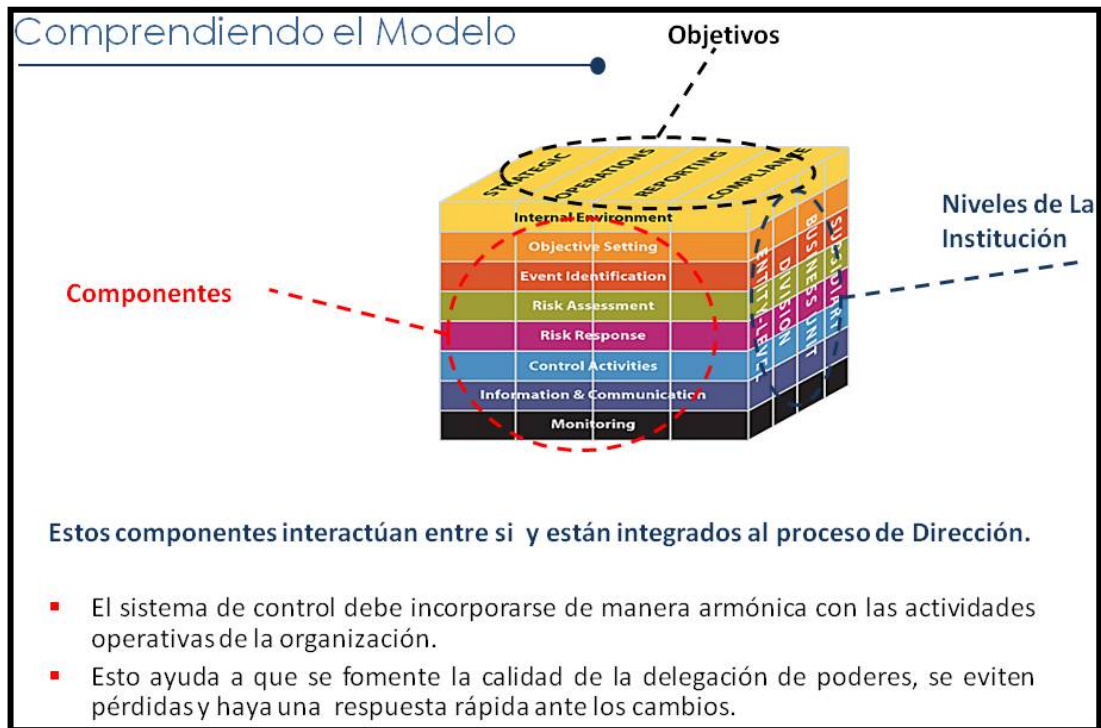 Comprendiendo el Modelo
Objetivos
STRATEGIC
OPERATIONS
REPORTING
COMPLIANCE
Internal Environment
Objective Setting
Event Identification
Risk Assessment
Risk Response
Control Activities
Information & Communication
Monitoring
ENTITY-LEVEL
DIVISION
BUSINESS UNIT
SUBSIDIARY
Niveles de La
Institución
Componentes
Estos componentes interactúan entre si y están integrados al proceso de Dirección.
▪ El sistema de control debe incorporarse de manera armónica con las actividades
operativas de la organización.
▪ Esto ayuda a que se fomente la calidad de la delegación de poderes, se eviten
pérdidas y haya una respuesta rápida ante los cambios.